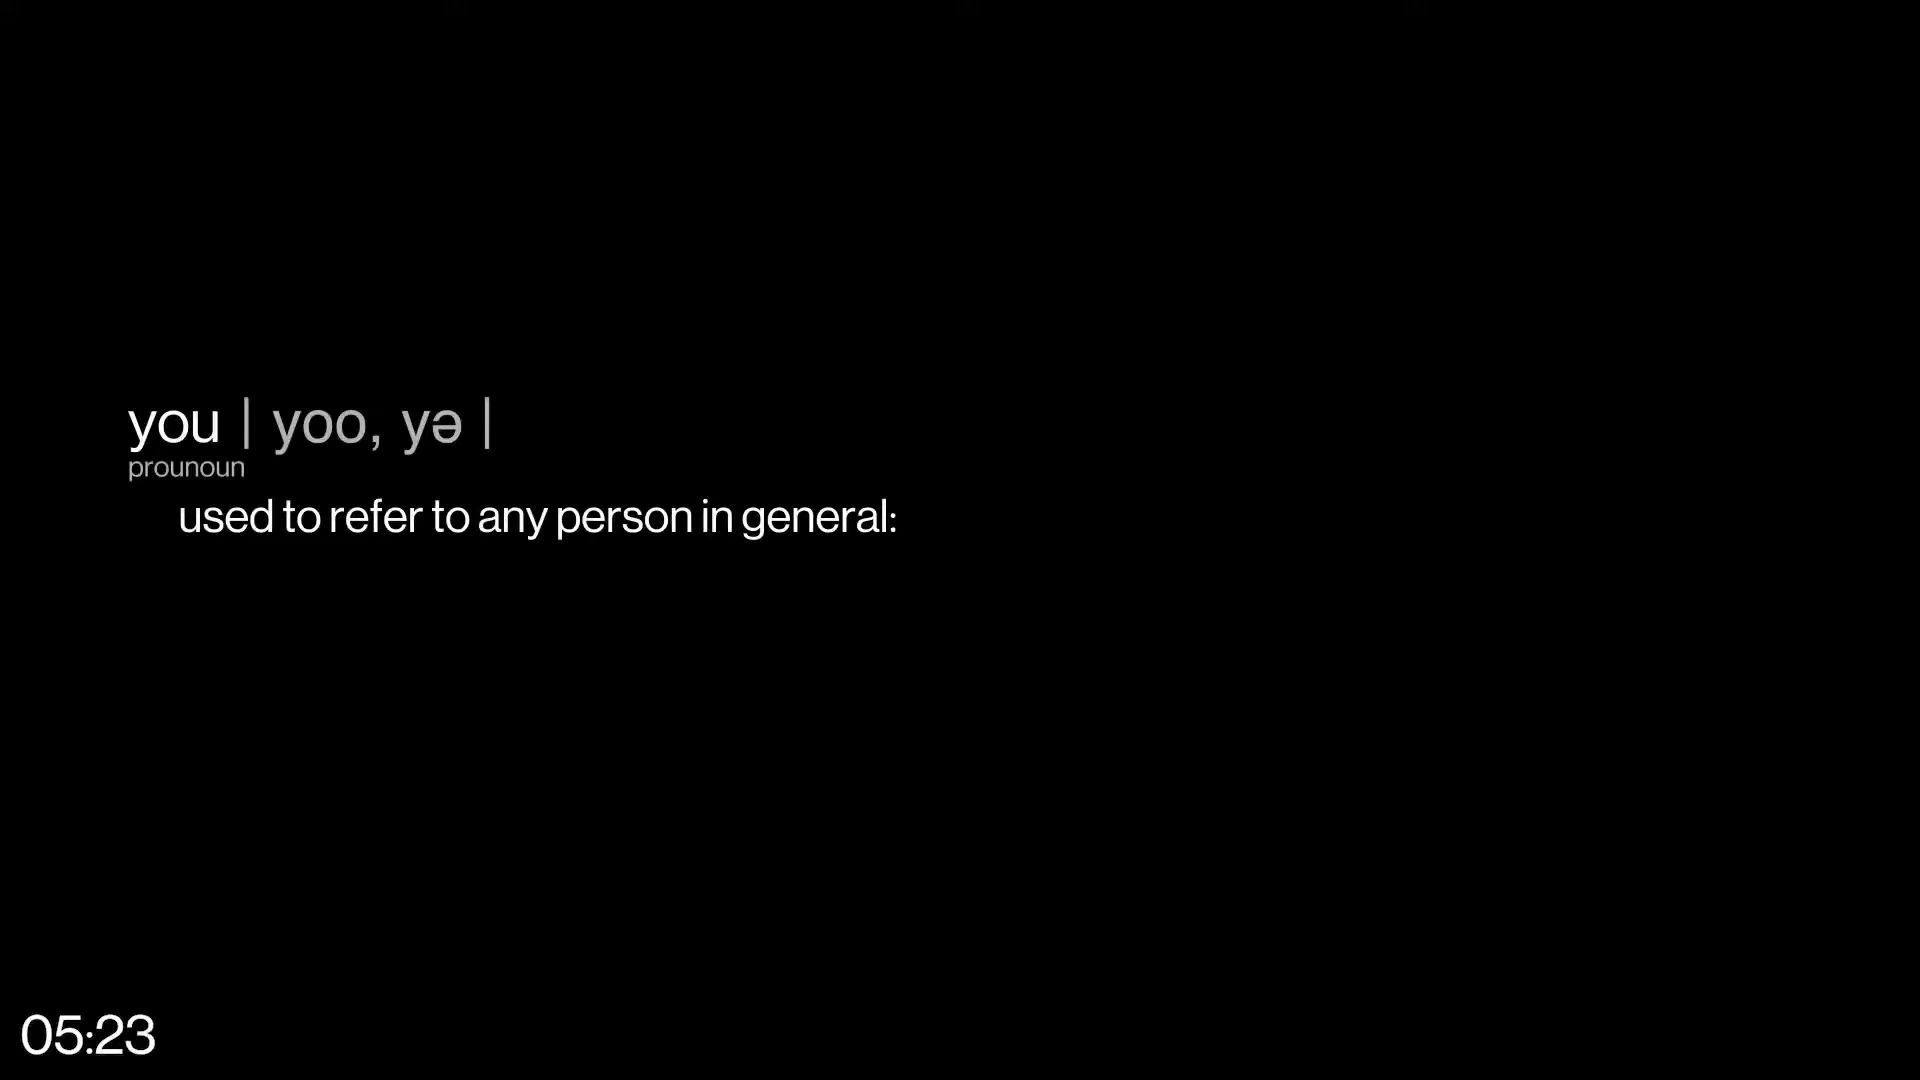 you | yoo, yə |
prounoun
used to refer to any person in general:
05:23